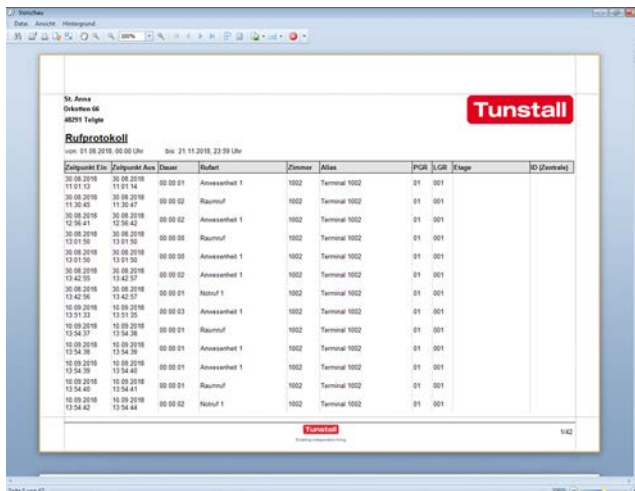 Vorschau
Datei Ansicht Hintergrund
100%
St. Anna
Orkotten 66
48291 Telgte
Tunstall
Rufprotokoll
von: 01.08.2018, 00:00 Uhr bis: 21.11.2018, 23:59 Uhr
Zeitpunkt Ein Zeitpunkt Aus Dauer Rufart Zimmer Alias PGR LGR Etage ID (Zentrale)
30.08.2018 11:01:13 30.08.2018 11:01:14 00:00:01 Anwesenheit 1 1002 Terminal 1002 01 001
30.08.2018 11:30:45 30.08.2018 11:30:47 00:00:02 Raumruf 1002 Terminal 1002 01 001
30.08.2018 12:56:41 30.08.2018 12:56:42 00:00:02 Anwesenheit 1 1002 Terminal 1002 01 001
30.08.2018 13:01:50 30.08.2018 13:01:50 00:00:00 Raumruf 1002 Terminal 1002 01 001
30.08.2018 13:01:50 30.08.2018 13:01:50 00:00:00 Anwesenheit 1 1002 Terminal 1002 01 001
30.08.2018 13:42:55 30.08.2018 13:42:57 00:00:02 Anwesenheit 1 1002 Terminal 1002 01 001
30.08.2018 13:42:56 30.08.2018 13:42:57 00:00:01 Notruf 1 1002 Terminal 1002 01 001
10.09.2018 13:51:33 10.09.2018 13:51:35 00:00:03 Anwesenheit 1 1002 Terminal 1002 01 001
10.09.2018 13:54:37 10.09.2018 13:54:38 00:00:01 Raumruf 1002 Terminal 1002 01 001
10.09.2018 13:54:38 10.09.2018 13:54:39 00:00:01 Anwesenheit 1 1002 Terminal 1002 01 001
10.09.2018 13:54:39 10.09.2018 13:54:40 00:00:01 Anwesenheit 1 1002 Terminal 1002 01 001
10.09.2018 13:54:40 10.09.2018 13:54:41 00:00:01 Raumruf 1002 Terminal 1002 01 001
10.09.2018 13:54:42 10.09.2018 13:54:44 00:00:02 Notruf 1 1002 Terminal 1002 01 001
Tunstall
1/42
Seite 1 von 42 100%